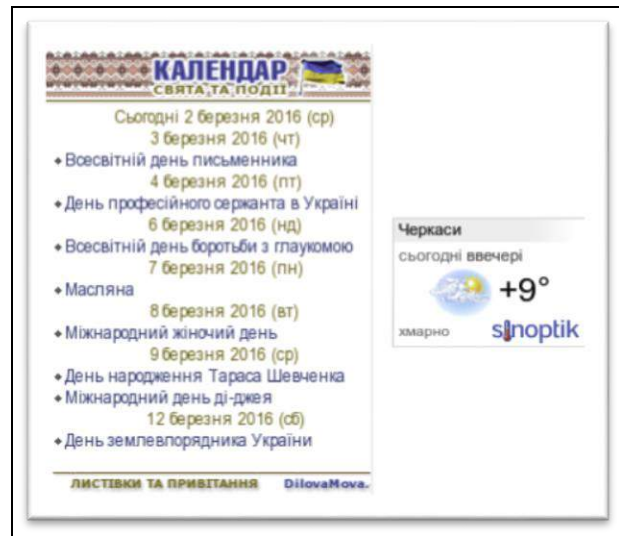 КАЛЕНДАР
СВЯТА ТА ПОДІЇ
Сьогодні 2 березня 2016 (ср)
3 березня 2016 (чт)
Всесвітній день письменника
4 березня 2016 (пт)
День професійного сержанта в Україні
6 березня 2016 (нд)
Всесвітній день боротьби з глаукомою
7 березня 2016 (пн)
Масляна
8 березня 2016 (вт)
Міжнародний жіночий день
9 березня 2016 (ср)
День народження Тараса Шевченка
Міжнародний день ді-джея
12 березня 2016 (сб)
День землевпорядника України
ЛИСТІВКИ ТА ПРИВІТАННЯ DilovaMova.
Черкаси
сьогодні ввечері
+9°
хмарно sinoptik